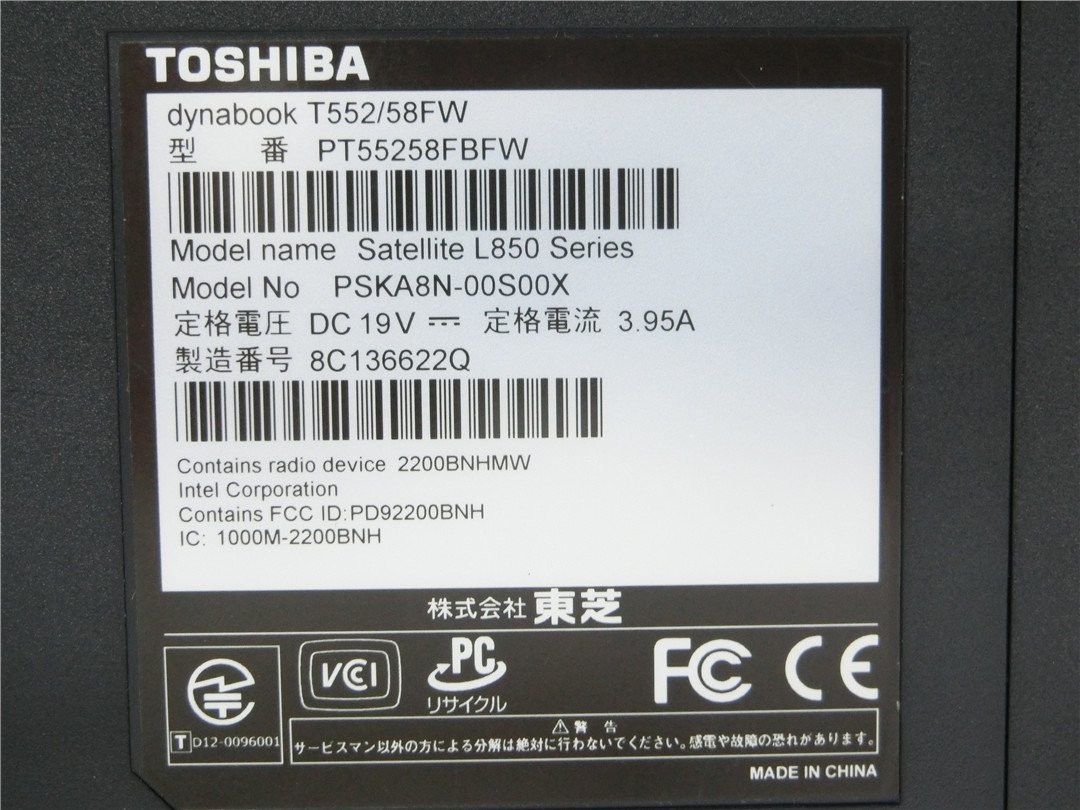 TOSHIBA
dynabook T552/58FW
型 番 PT55258FBFW
Model name Satellite L850 Series
Model No PSKA8N-00S00X
定格電圧 DC 19V 定格電流 3.95A
製造番号 8C136622Q
Contains radio device 2200BNHMW
Intel Corporation
Contains FCC ID:PD92200BNH
IC: 1000M-2200BNH
株式会社 東芝
VCCI
PC
リサイクル
FC CE
T D12-0096001
⚠警 告
サービスマン以外の方による分解は絶対に行わないでください。感電や故障の恐れがあります。
MADE IN CHINA